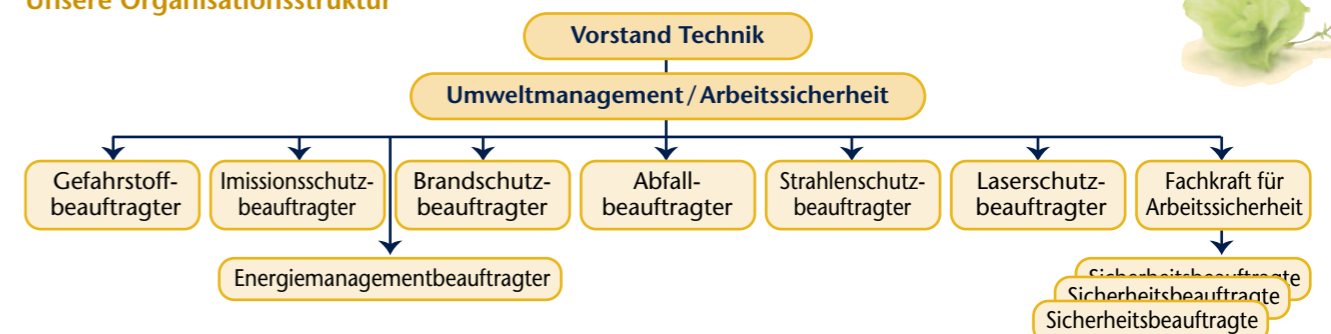 Unsere Organisationsstruktur
Vorstand Technik
Umweltmanagement / Arbeitssicherheit
Gefahrstoff-
beauftragter
Imissionsschutz-
beauftragter
Brandschutz-
beauftragter
Abfall-
beauftragter
Strahlenschutz-
beauftragter
Laserschutz-
beauftragter
Fachkraft für
Arbeitssicherheit
Energiemanagementbeauftragter
Sicherheitsbeauftragte
Sicherheitsbeauftragte
Sicherheitsbeauftragte